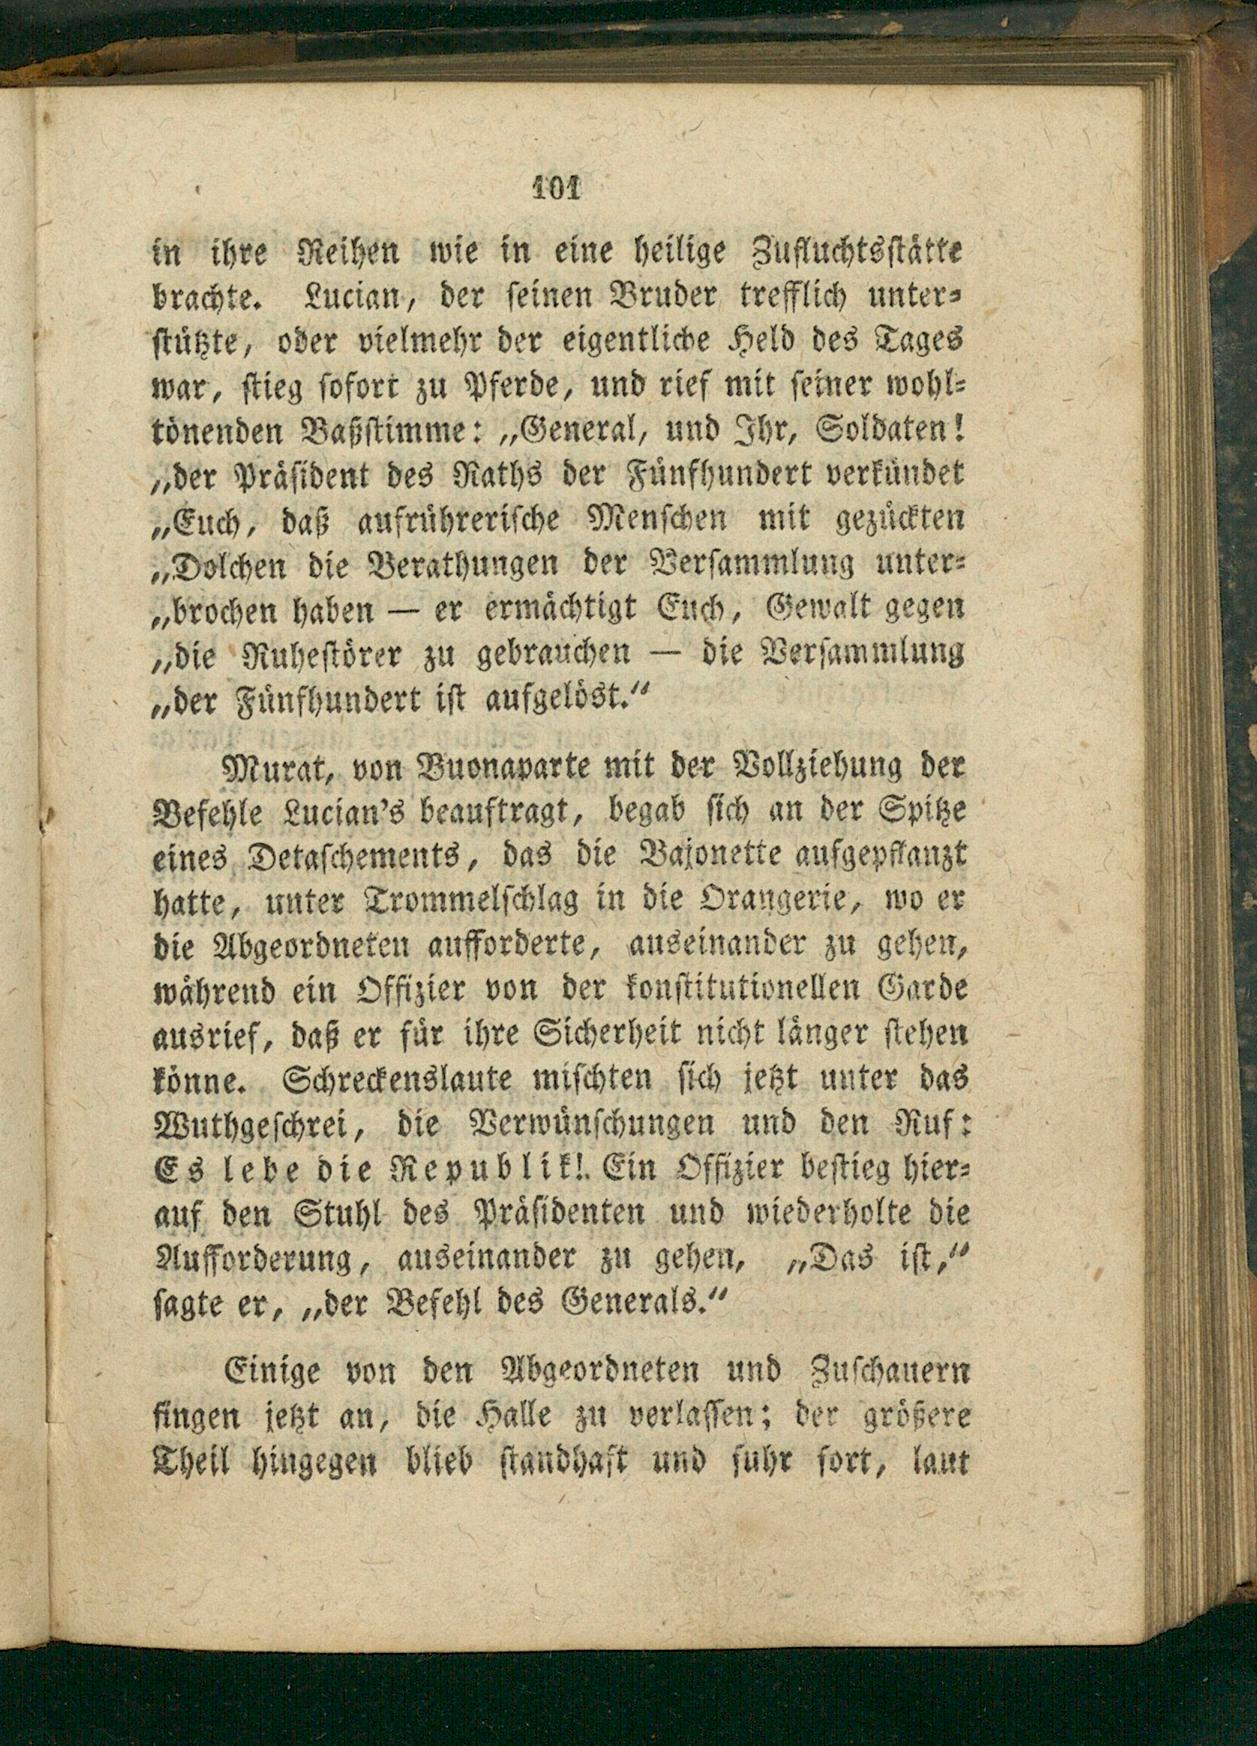 101
in ihre Reihen wie in eine heilige Zufluchtsstätte
brachte. Lucian, der seinen Bruder trefflich unter-
stützte, oder vielmehr der eigentliche Held des Tages
war, stieg sofort zu Pferde, und rief mit seiner wohl-
tönenden Baßstimme: „General, und Ihr, Soldaten!
„der Präsident des Raths der Fünfhundert verkündet
„Euch, daß aufrührerische Menschen mit gezückten
„Dolchen die Berathungen der Versammlung unter-
„brochen haben — er ermächtigt Euch, Gewalt gegen
„die Ruhestörer zu gebrauchen — die Versammlung
„der Fünfhundert ist aufgelöst.“
Murat, von Buonaparte mit der Vollziehung der
Befehle Lucian's beauftragt, begab sich an der Spitze
eines Detaschements, das die Bajonette aufgepflanzt
hatte, unter Trommelschlag in die Orangerie, wo er
die Abgeordneten aufforderte, auseinander zu gehen,
während ein Offizier von der konstitutionellen Garde
ausrief, daß er für ihre Sicherheit nicht länger stehen
könne. Schreckenslaute mischten sich jetzt unter das
Wuthgeschrei, die Verwünschungen und den Ruf:
Es lebe die Republik!. Ein Offizier bestieg hier-
auf den Stuhl des Präsidenten und wiederholte die
Aufforderung, auseinander zu gehen, „Das ist,“
sagte er, „der Befehl des Generals.“
Einige von den Abgeordneten und Zuschauern
fingen jetzt an, die Halle zu verlassen; der größere
Theil hingegen blieb standhaft und fuhr fort, laut